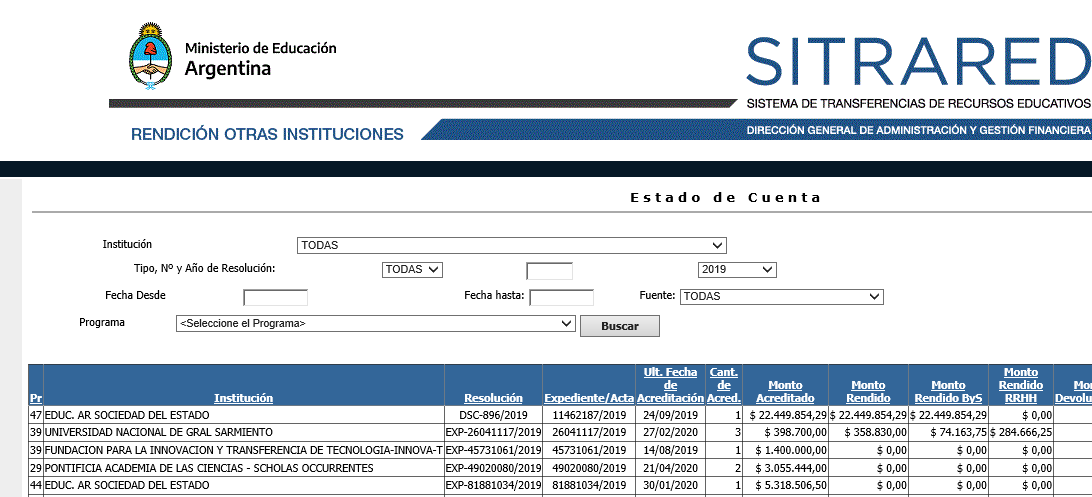 Ministerio de Educación
Argentina
SITRARED
SISTEMA DE TRANSFERENCIAS DE RECURSOS EDUCATIVOS
RENDICIÓN OTRAS INSTITUCIONES
DIRECCIÓN GENERAL DE ADMINISTRACIÓN Y GESTIÓN FINANCIERA
Estado de Cuenta
Institución TODAS
Tipo, Nº y Año de Resolución: TODAS 2019
Fecha Desde Fecha hasta: Fuente: TODAS
Programa <Seleccione el Programa> Buscar
Pr Institución Resolución Expediente/Acta Ult. Fecha de Acreditación Cant. de Acred. Monto Acreditado Monto Rendido Monto Rendido ByS Monto Rendido RRHH
47 EDUC. AR SOCIEDAD DEL ESTADO DSC-896/2019 11462187/2019 24/09/2019 1 $ 22.449.854,29 $ 22.449.854,29 $ 22.449.854,29 $ 0,00
39 UNIVERSIDAD NACIONAL DE GRAL SARMIENTO EXP-26041117/2019 26041117/2019 27/02/2020 3 $ 398.700,00 $ 358.830,00 $ 74.163,75 $ 284.666,25
39 FUNDACION PARA LA INNOVACION Y TRANSFERENCIA DE TECNOLOGIA-INNOVA-T EXP-45731061/2019 45731061/2019 14/08/2019 1 $ 1.400.000,00 $ 0,00 $ 0,00 $ 0,00
29 PONTIFICIA ACADEMIA DE LAS CIENCIAS - SCHOLAS OCCURRENTES EXP-49020080/2019 49020080/2019 21/04/2020 2 $ 3.055.444,00 $ 0,00 $ 0,00 $ 0,00
44 EDUC. AR SOCIEDAD DEL ESTADO EXP-81881034/2019 81881034/2019 30/01/2020 1 $ 5.318.506,50 $ 0,00 $ 0,00 $ 0,00